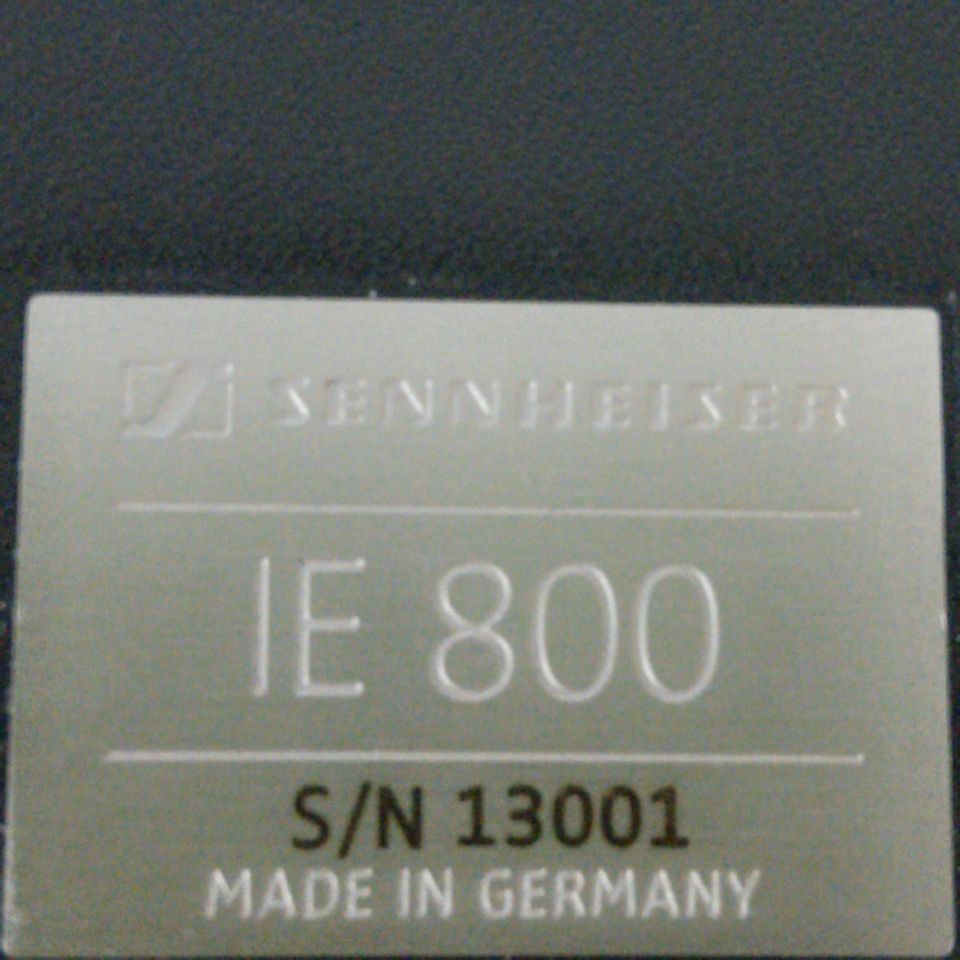 SENNHEISER
IE 800
S/N 13001
MADE IN GERMANY